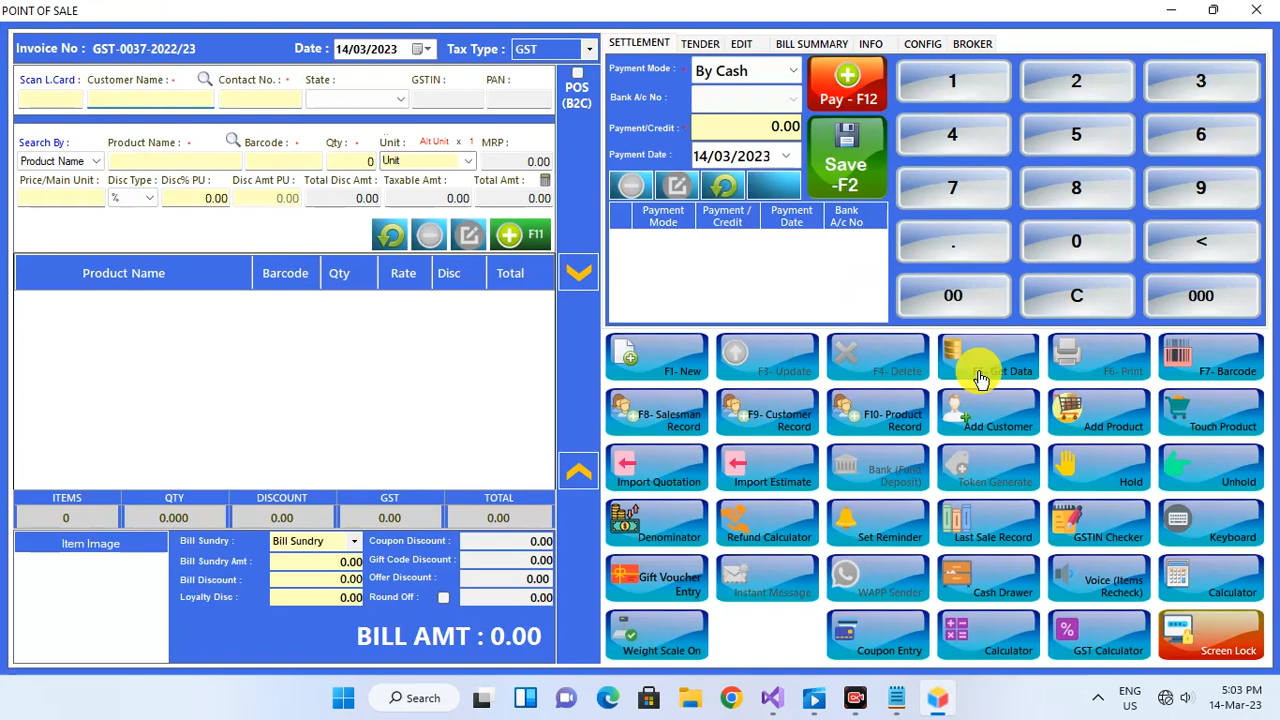 POINT OF SALE
Invoice No : GST-0037-2022/23 Date : 14/03/2023 Tax Type : GST
Scan L.Card : Customer Name : * Contact No. : * State : GSTIN : PAN :
POS
(B2C)
Search By : Product Name : * Barcode : * Qty : * Unit : Alt Unit x 1 MRP :
Product Name 0 Unit 0.00
Price/Main Unit : Disc Type : Disc% PU : Disc Amt PU : Total Disc Amt : Taxable Amt : Total Amt :
% 0.00 0.00 0.00 0.00 0.00
F11
Product Name Barcode Qty Rate Disc Total
ITEMS QTY DISCOUNT GST TOTAL
0 0.000 0.00 0.00 0.00
Item Image
Bill Sundry : Bill Sundry Coupon Discount : 0.00
Bill Sundry Amt : 0.00 Gift Code Discount : 0.00
Bill Discount : 0.00 Offer Discount : 0.00
Loyalty Disc : 0.00 Round Off : 0.00
BILL AMT : 0.00
SETTLEMENT TENDER EDIT BILL SUMMARY INFO CONFIG BROKER
Payment Mode : * By Cash
Bank A/c No :
Payment/Credit : * 0.00
Payment Date : 14/03/2023
Pay - F12
Save
-F2
Payment Mode Payment / Credit Payment Date Bank A/c No
1 2 3
4 5 6
7 8 9
. 0 <
00 C 000
F1- New F3- Update F4- Delete F5- Get Data F6- Print F7- Barcode
F8- Salesman Record F9- Customer Record F10- Product Record Add Customer Add Product Touch Product
Import Quotation Import Estimate Bank (Fund Deposit) Token Generate Hold Unhold
Denominator Refund Calculator Set Reminder Last Sale Record GSTIN Checker Keyboard
Gift Voucher Entry Instant Message WAPP Sender Cash Drawer Voice (Items Recheck) Calculator
Weight Scale On Coupon Entry Calculator GST Calculator Screen Lock
Search
ENG
US
5:03 PM
14-Mar-23